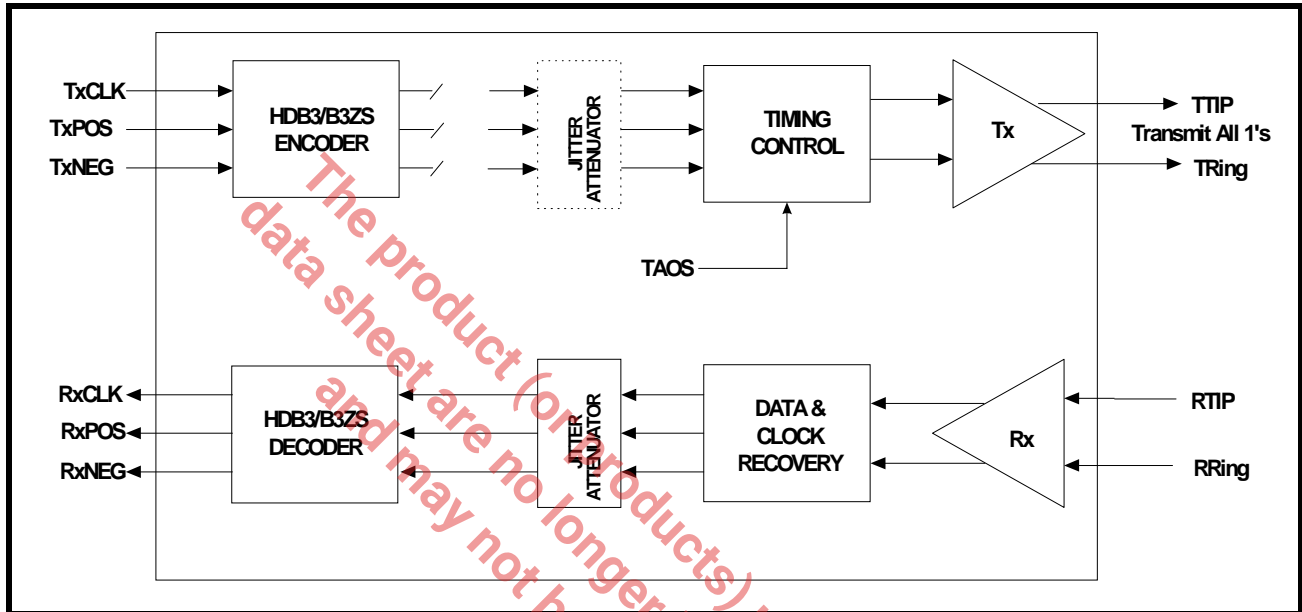 TxCLK
TxPOS
TxNEG
HDB3/B3ZS
ENCODER
JITTER
ATTENUATOR
TIMING
CONTROL
Tx
TTIP
Transmit All 1's
TRing
TAOS
RxCLK
RxPOS
RxNEG
HDB3/B3ZS
DECODER
JITTER
ATTENUATOR
DATA &
CLOCK
RECOVERY
Rx
RTIP
RRing
The product (or products)
data sheet are no longer
and may not b